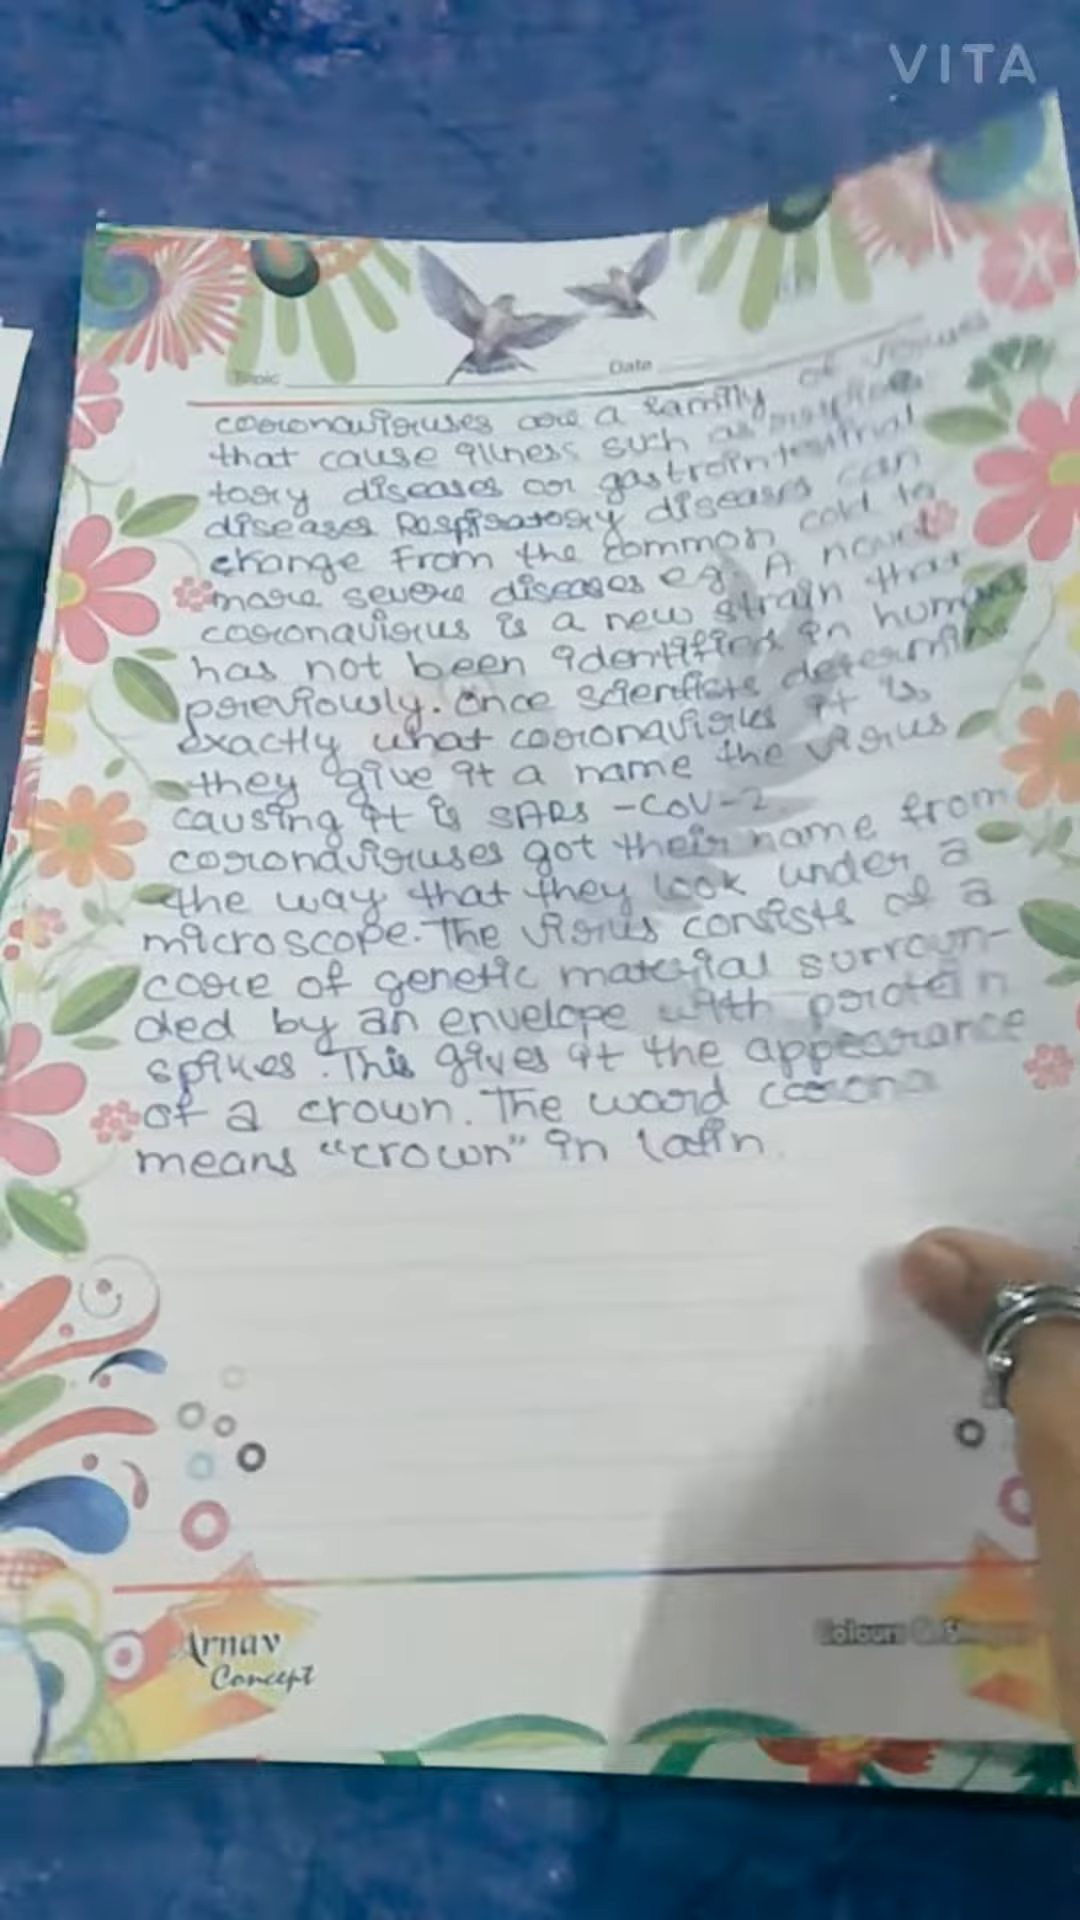 VITA
Topic
Date
coronaviruses are a family of viruses
that cause illness such as respira
tory diseases or gastrointestinal
diseases Respiratory diseases can
change from the common cold to
more severe diseases eg. A novel
coronavirus is a new strain that
has not been identified in humans
previously. Once scientists determine
exactly what coronavirus it is,
they give it a name the virus
causing it is SARS -COV-2
coronaviruses got their name from
the way that they look under a
microscope. The virus consists of a
core of genetic material surroun-
ded by an envelope with protein
spikes. This gives it the appearance
of a crown. The word corona
means "crown" in latin.
Arnav
Concept
Colours